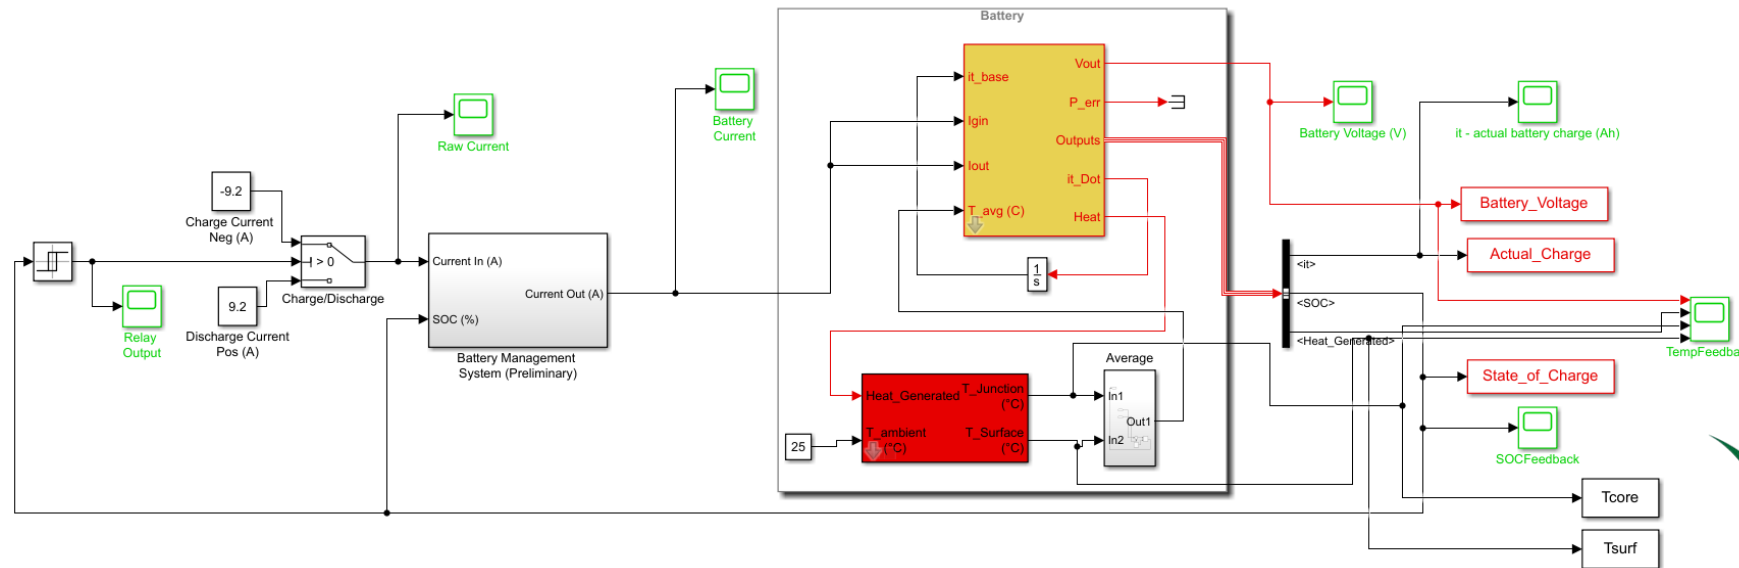 Battery
Vout
it_base
P_err
Igin
Outputs
Iout
it_Dot
T_avg (C)
Heat
1
s
Battery
Current
Raw Current
-9.2
Charge Current
Neg (A)
> 0
Charge/Discharge
9.2
Discharge Current
Pos (A)
Relay
Output
Current In (A)
Current Out (A)
SOC (%)
Battery Management
System (Preliminary)
Heat_Generated
T_Junction
(°C)
T_ambient
(°C)
T_Surface
(°C)
25
Average
In1
Out1
In2
Battery Voltage (V)
it - actual battery charge (Ah)
Battery_Voltage
Actual_Charge
<it>
<SOC>
<Heat_Generated>
TempFeedba
State_of_Charge
SOCFeedback
Tcore
Tsurf